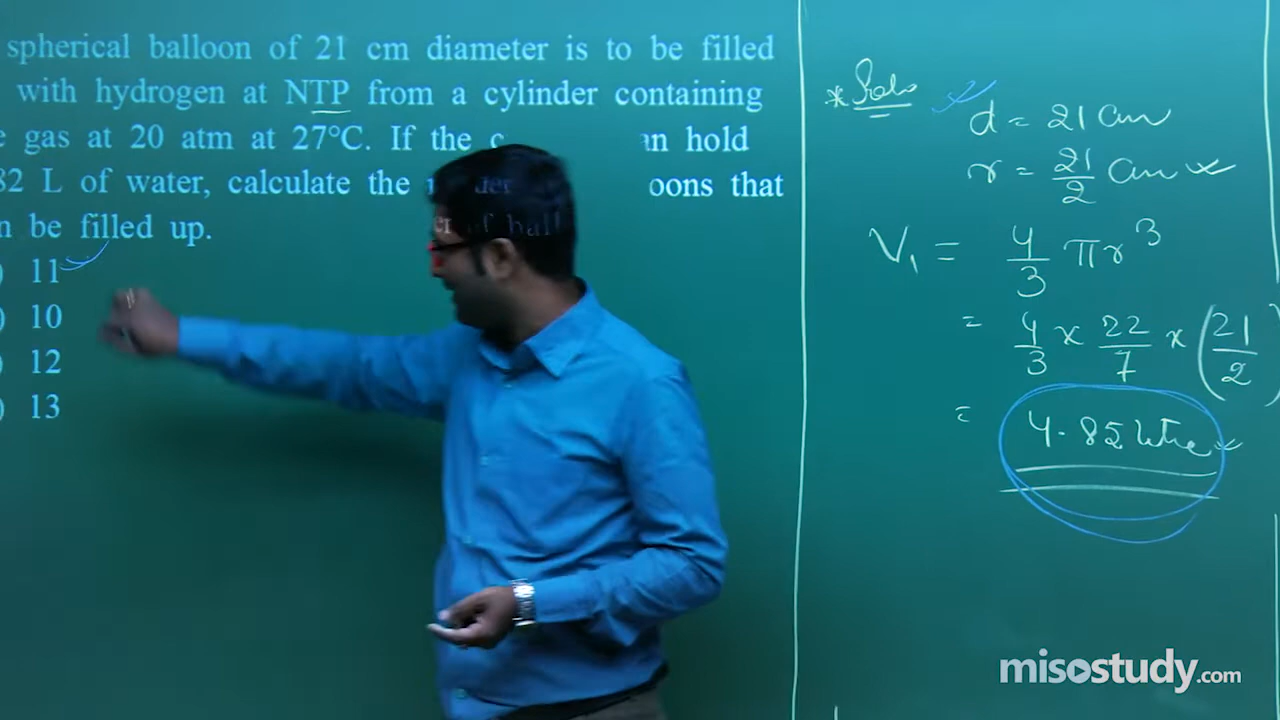 spherical balloon of 21 cm diameter is to be filled
with hydrogen at NTP from a cylinder containing
gas at 20 atm at 27°C. If the hold
82 L of water, calculate the that
be filled up.
) 11
) 10
) 12
) 13
* Soln
d = 21 cm
r = 21/2 cm
V₁ = 4/3 πr³
= 4/3 × 22/7 × (21/2)
= 4.85 litre
misostudy.com